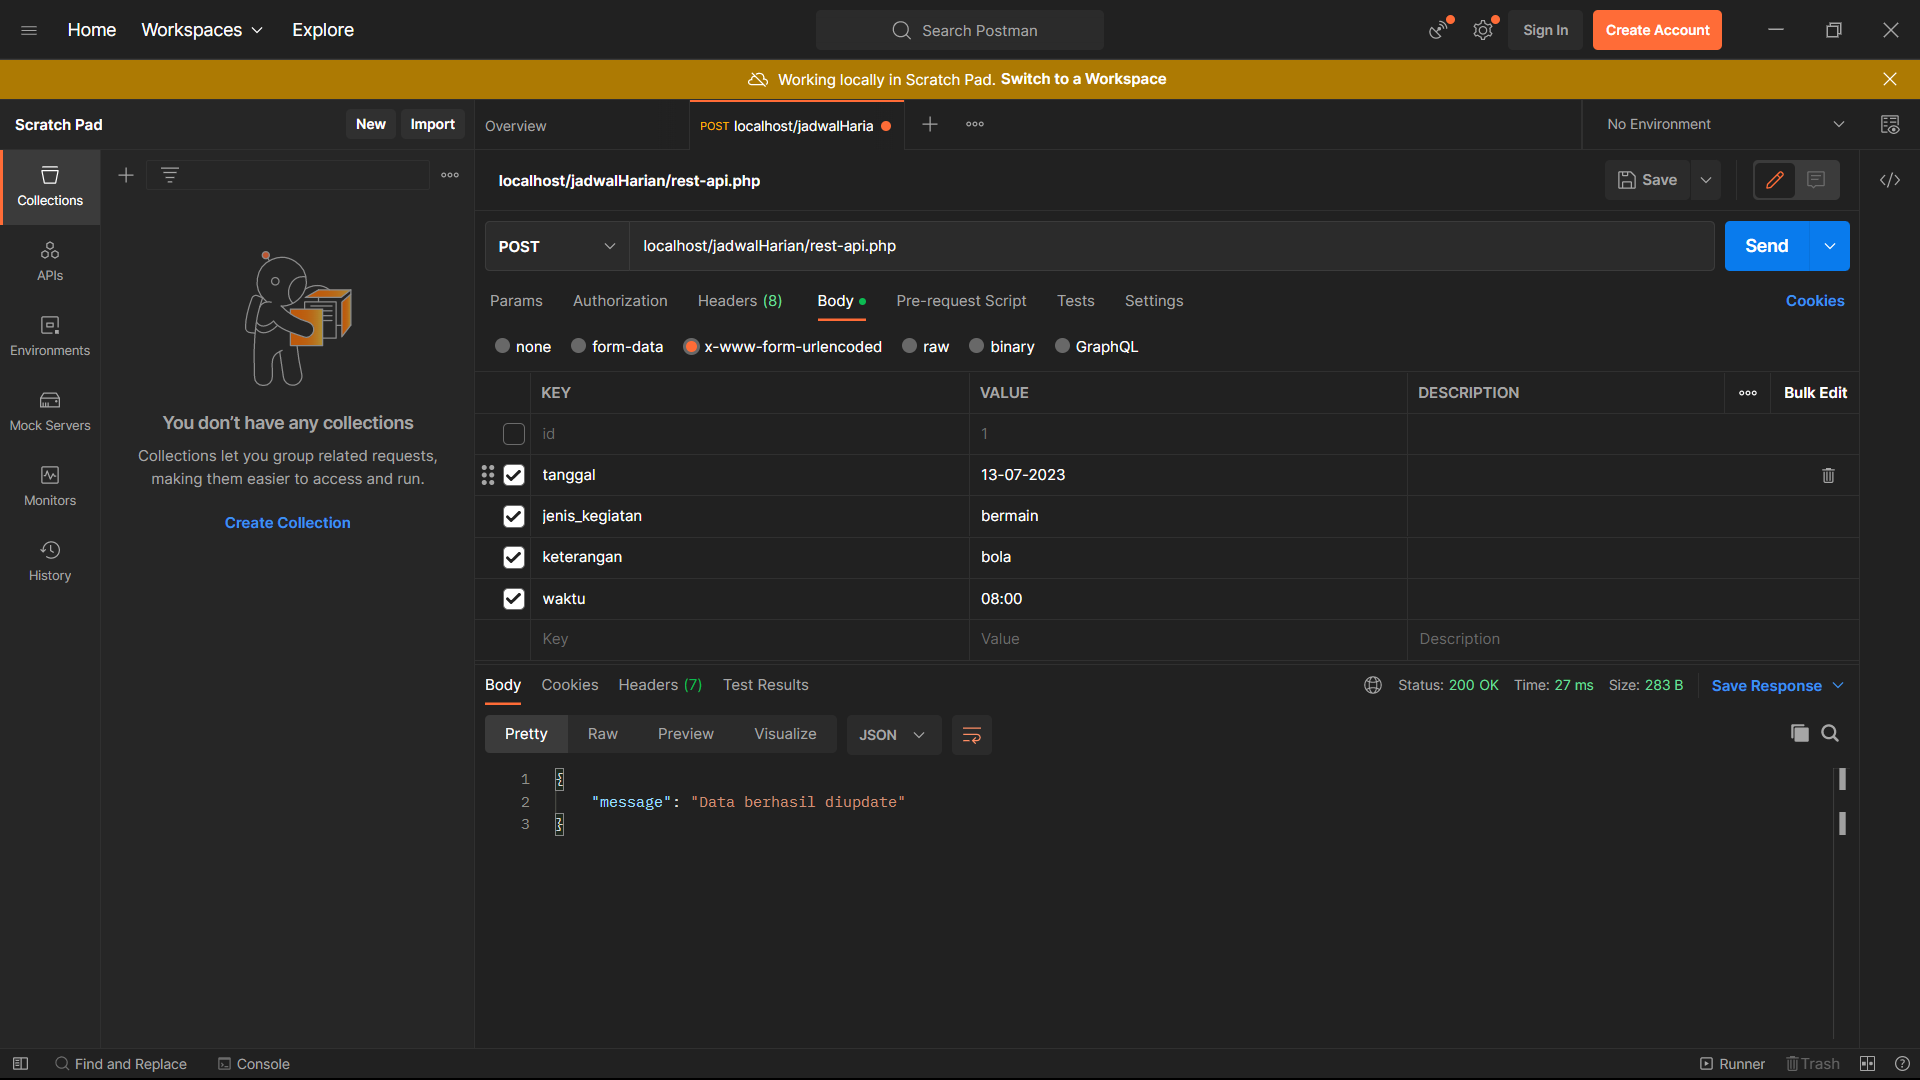 Home Workspaces Explore Search Postman Sign In Create Account
Working locally in Scratch Pad. Switch to a Workspace
Scratch Pad New Import Overview POST localhost/jadwalHaria No Environment
Collections
APIs
Environments
Mock Servers
Monitors
History
You don’t have any collections
Collections let you group related requests,
making them easier to access and run.
Create Collection
localhost/jadwalHarian/rest-api.php Save
POST localhost/jadwalHarian/rest-api.php Send
Params Authorization Headers (8) Body Pre-request Script Tests Settings Cookies
none form-data x-www-form-urlencoded raw binary GraphQL
KEY VALUE DESCRIPTION Bulk Edit
id 1
tanggal 13-07-2023
jenis_kegiatan bermain
keterangan bola
waktu 08:00
Key Value Description
Body Cookies Headers (7) Test Results Status: 200 OK Time: 27 ms Size: 283 B Save Response
Pretty Raw Preview Visualize JSON
1 {
2 "message": "Data berhasil diupdate"
3 }
Find and Replace Console Runner Trash